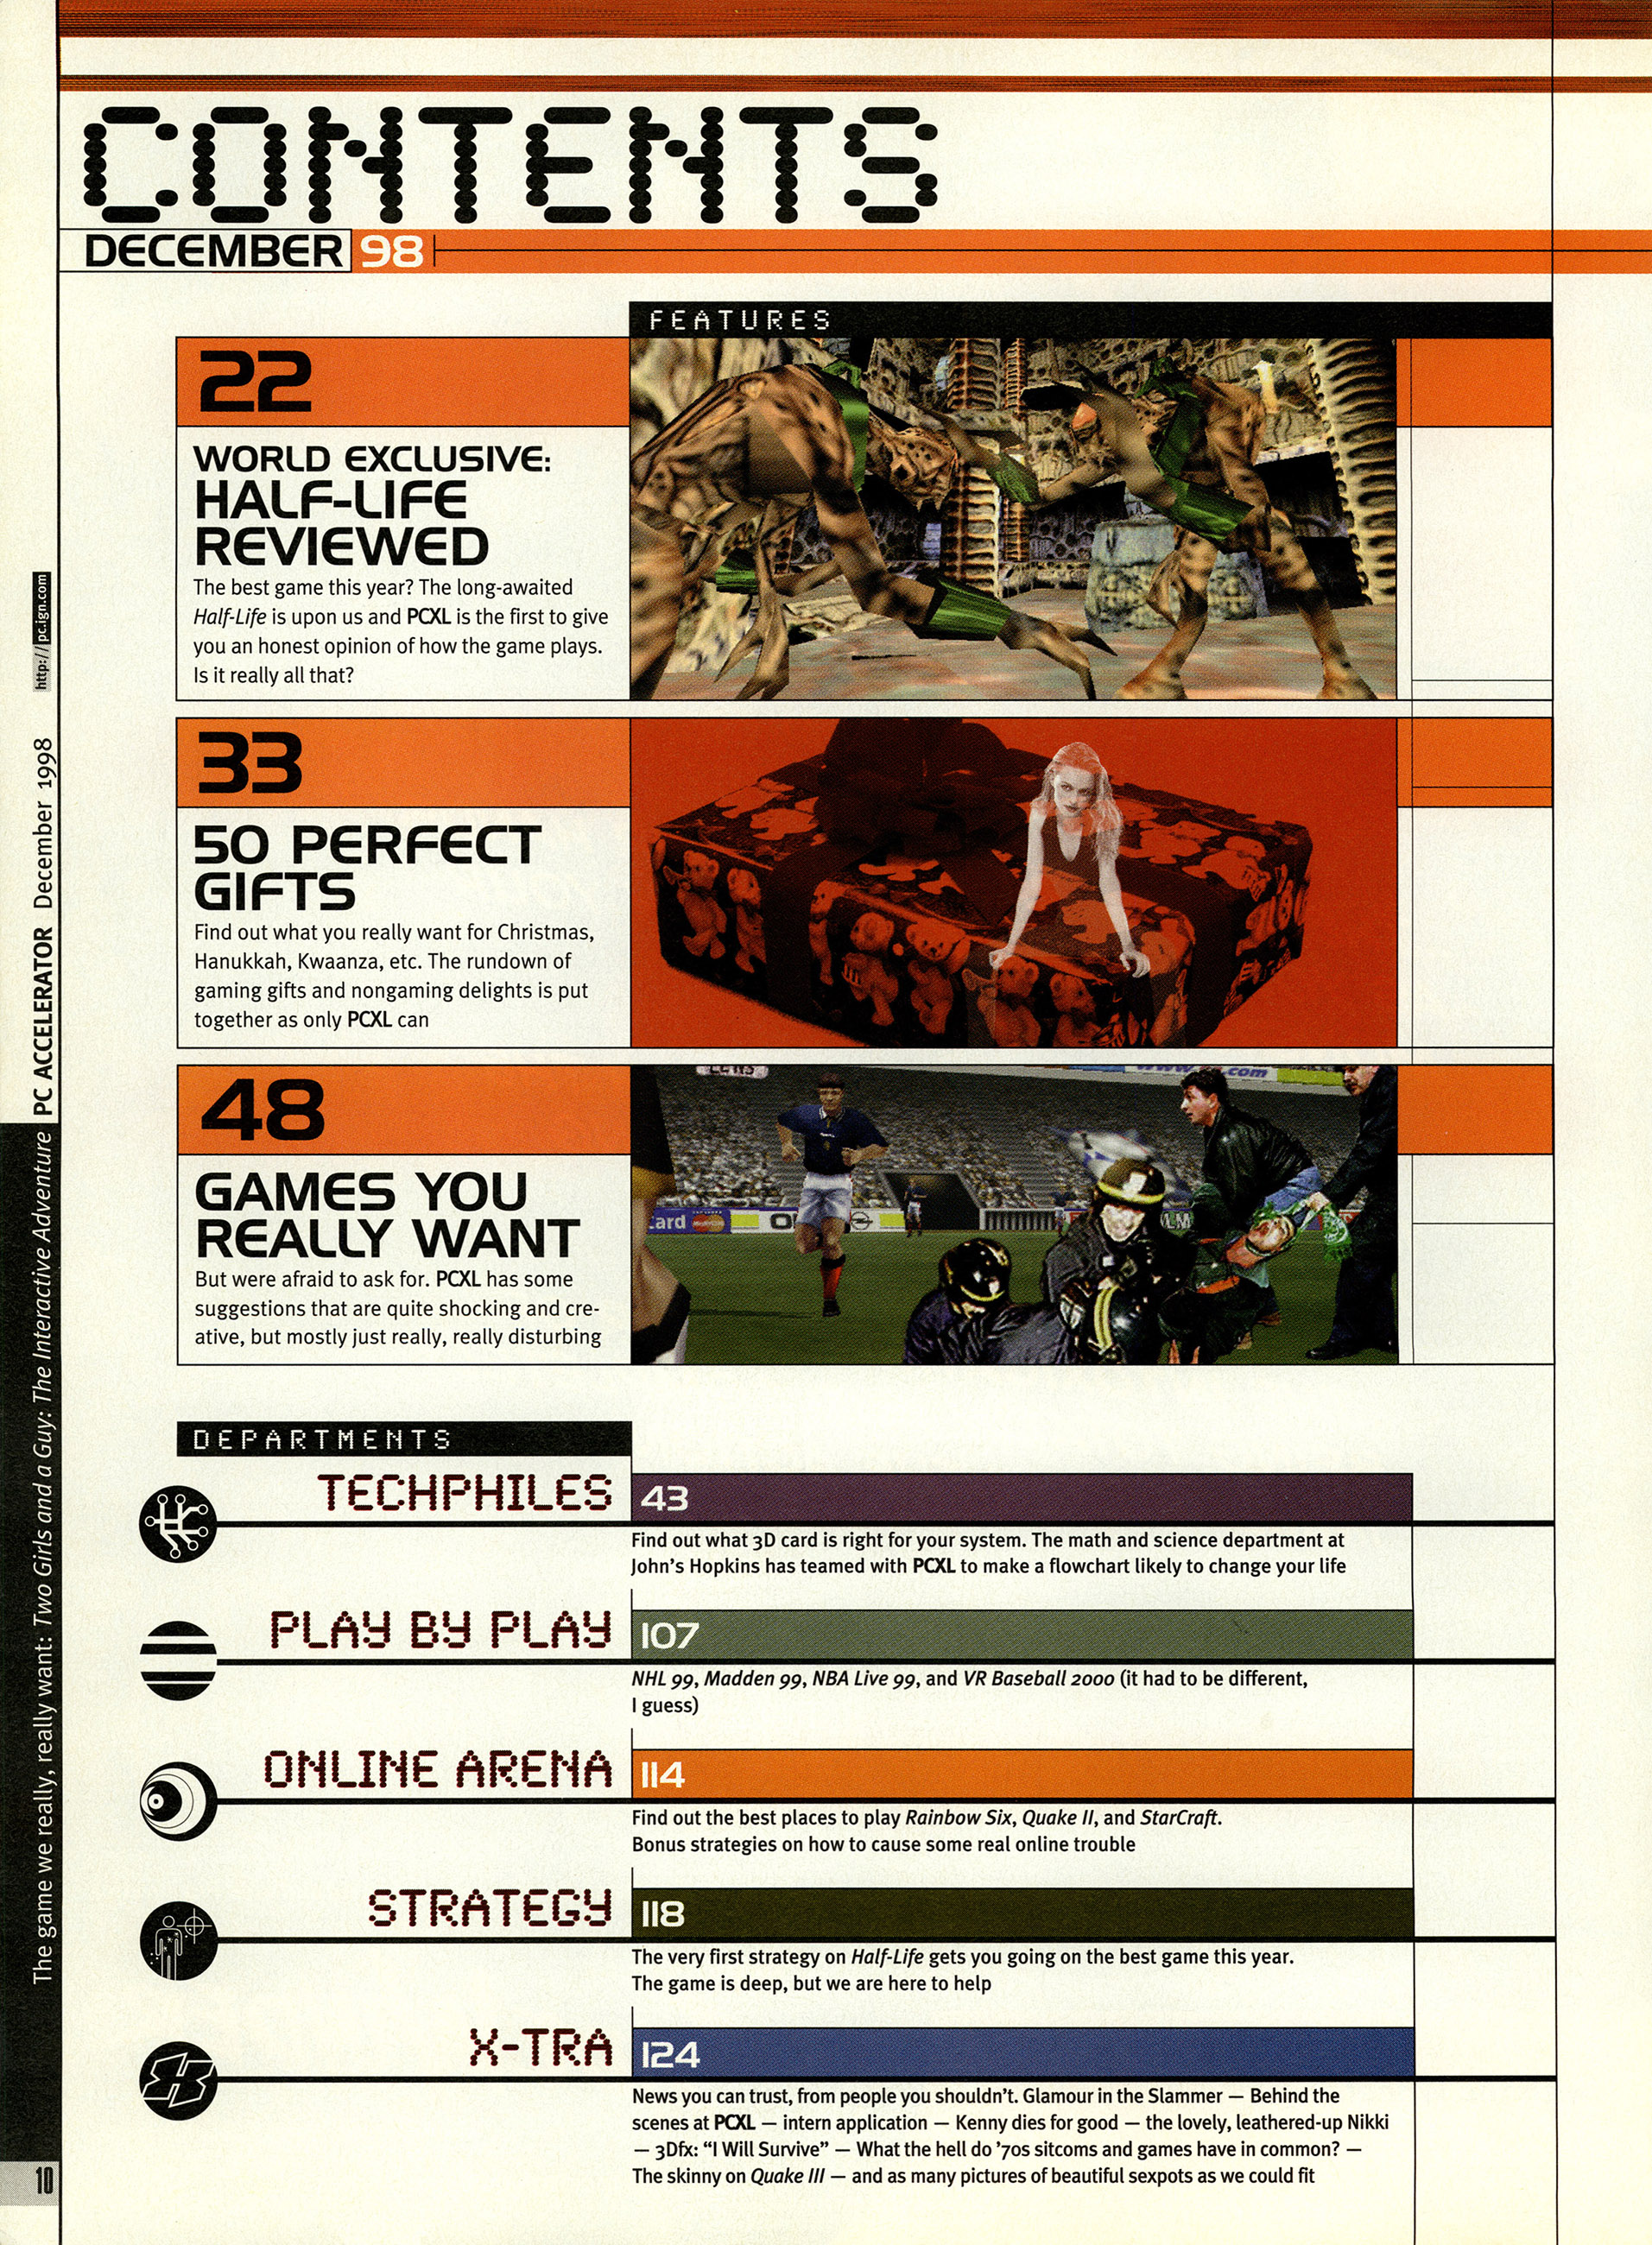 CONTENTS
DECEMBER 98
FEATURES
22
WORLD EXCLUSIVE:
HALF-LIFE
REVIEWED
The best game this year? The long-awaited
Half-Life is upon us and PCXL is the first to give
you an honest opinion of how the game plays.
Is it really all that?
33
50 PERFECT
GIFTS
Find out what you really want for Christmas,
Hanukkah, Kwaanza, etc. The rundown of
gaming gifts and nongaming delights is put
together as only PCXL can
48
GAMES YOU
REALLY WANT
But were afraid to ask for. PCXL has some
suggestions that are quite shocking and cre-
ative, but mostly just really, really disturbing
DEPARTMENTS
TECHPHILES 43
Find out what 3D card is right for your system. The math and science department at
John's Hopkins has teamed with PCXL to make a flowchart likely to change your life
PLAY BY PLAY 107
NHL 99, Madden 99, NBA Live 99, and VR Baseball 2000 (it had to be different,
I guess)
ONLINE ARENA 114
Find out the best places to play Rainbow Six, Quake II, and StarCraft.
Bonus strategies on how to cause some real online trouble
STRATEGY 118
The very first strategy on Half-Life gets you going on the best game this year.
The game is deep, but we are here to help
X-TRA 124
News you can trust, from people you shouldn't. Glamour in the Slammer — Behind the
scenes at PCXL — intern application — Kenny dies for good — the lovely, leathered-up Nikki
— 3Dfx: "I Will Survive" — What the hell do '70s sitcoms and games have in common? —
The skinny on Quake III — and as many pictures of beautiful sexpots as we could fit
The game we really, really want: Two Girls and a Guy: The Interactive Adventure PC ACCELERATOR December 1998 http://pc.ign.com
10